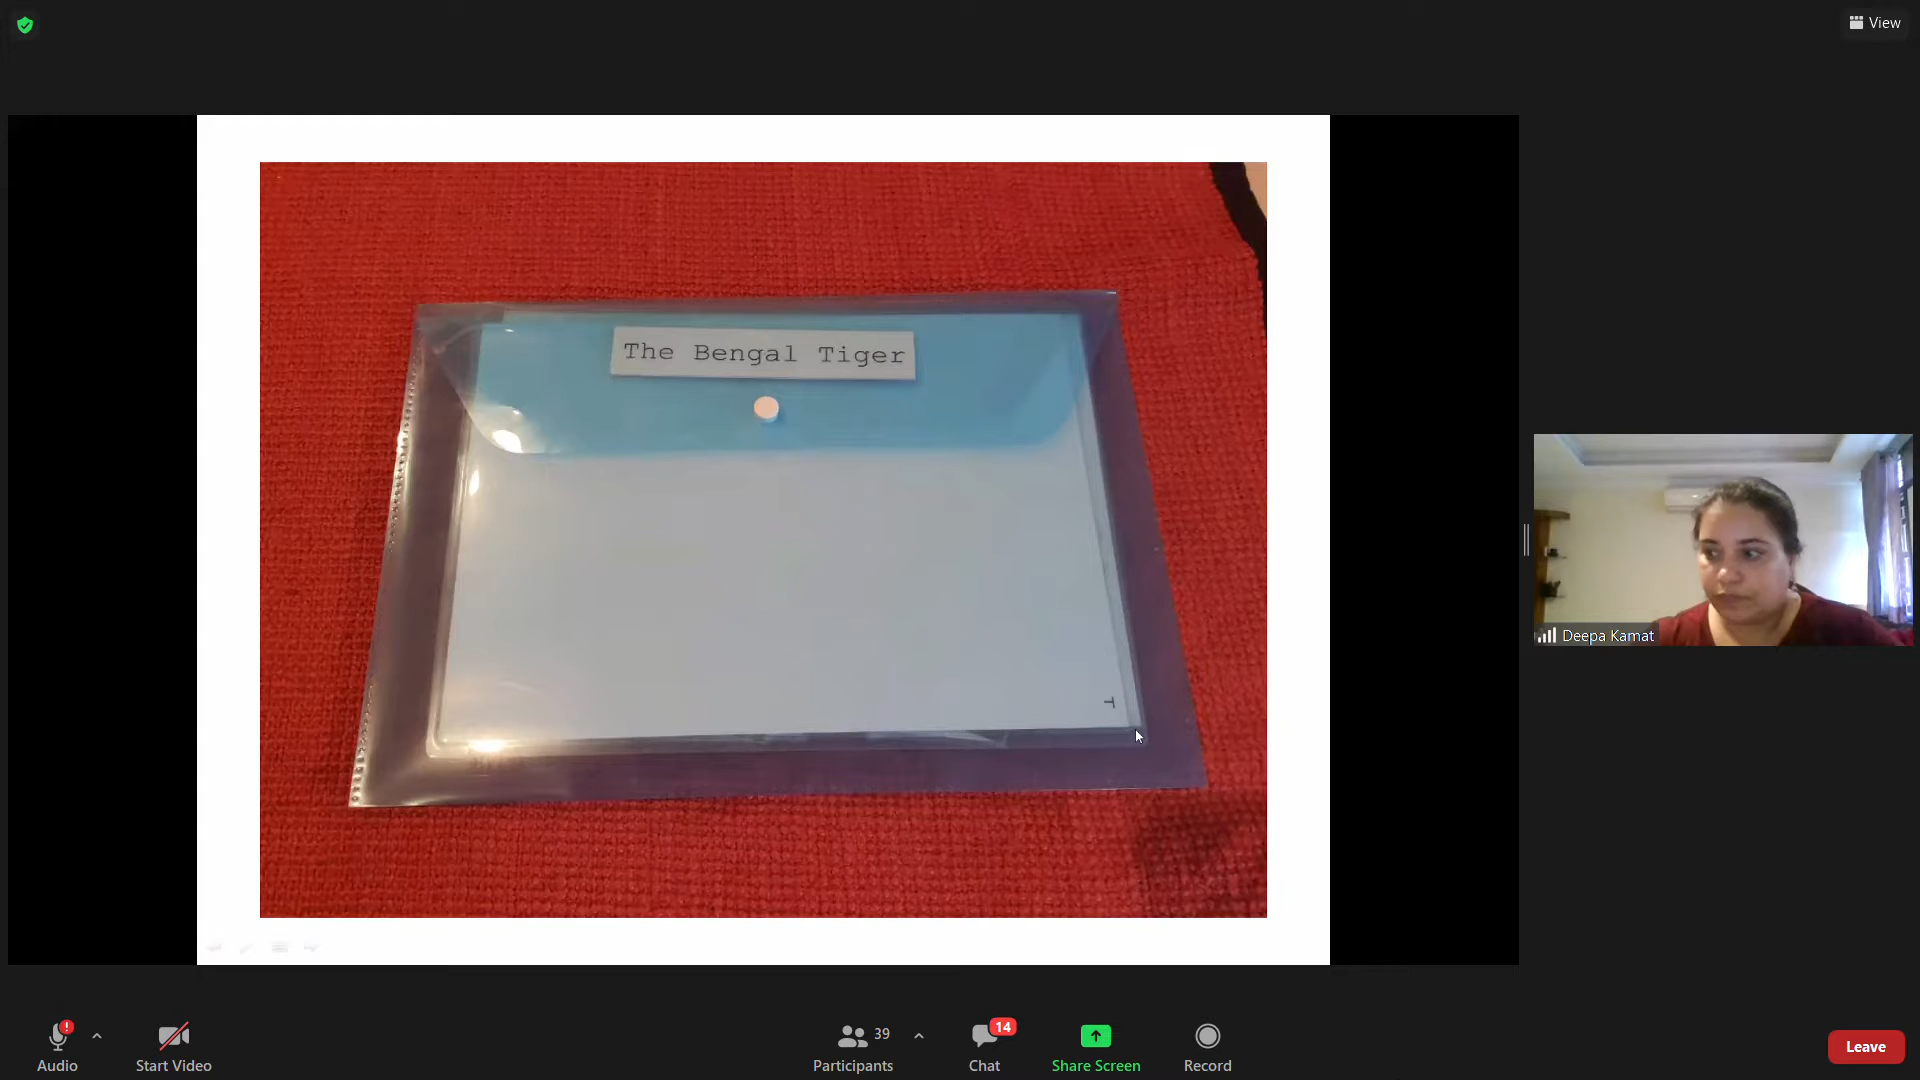 View
The Bengal Tiger
T
Deepa Kamat
Audio
Start Video
39
Participants
14
Chat
Share Screen
Record
Leave